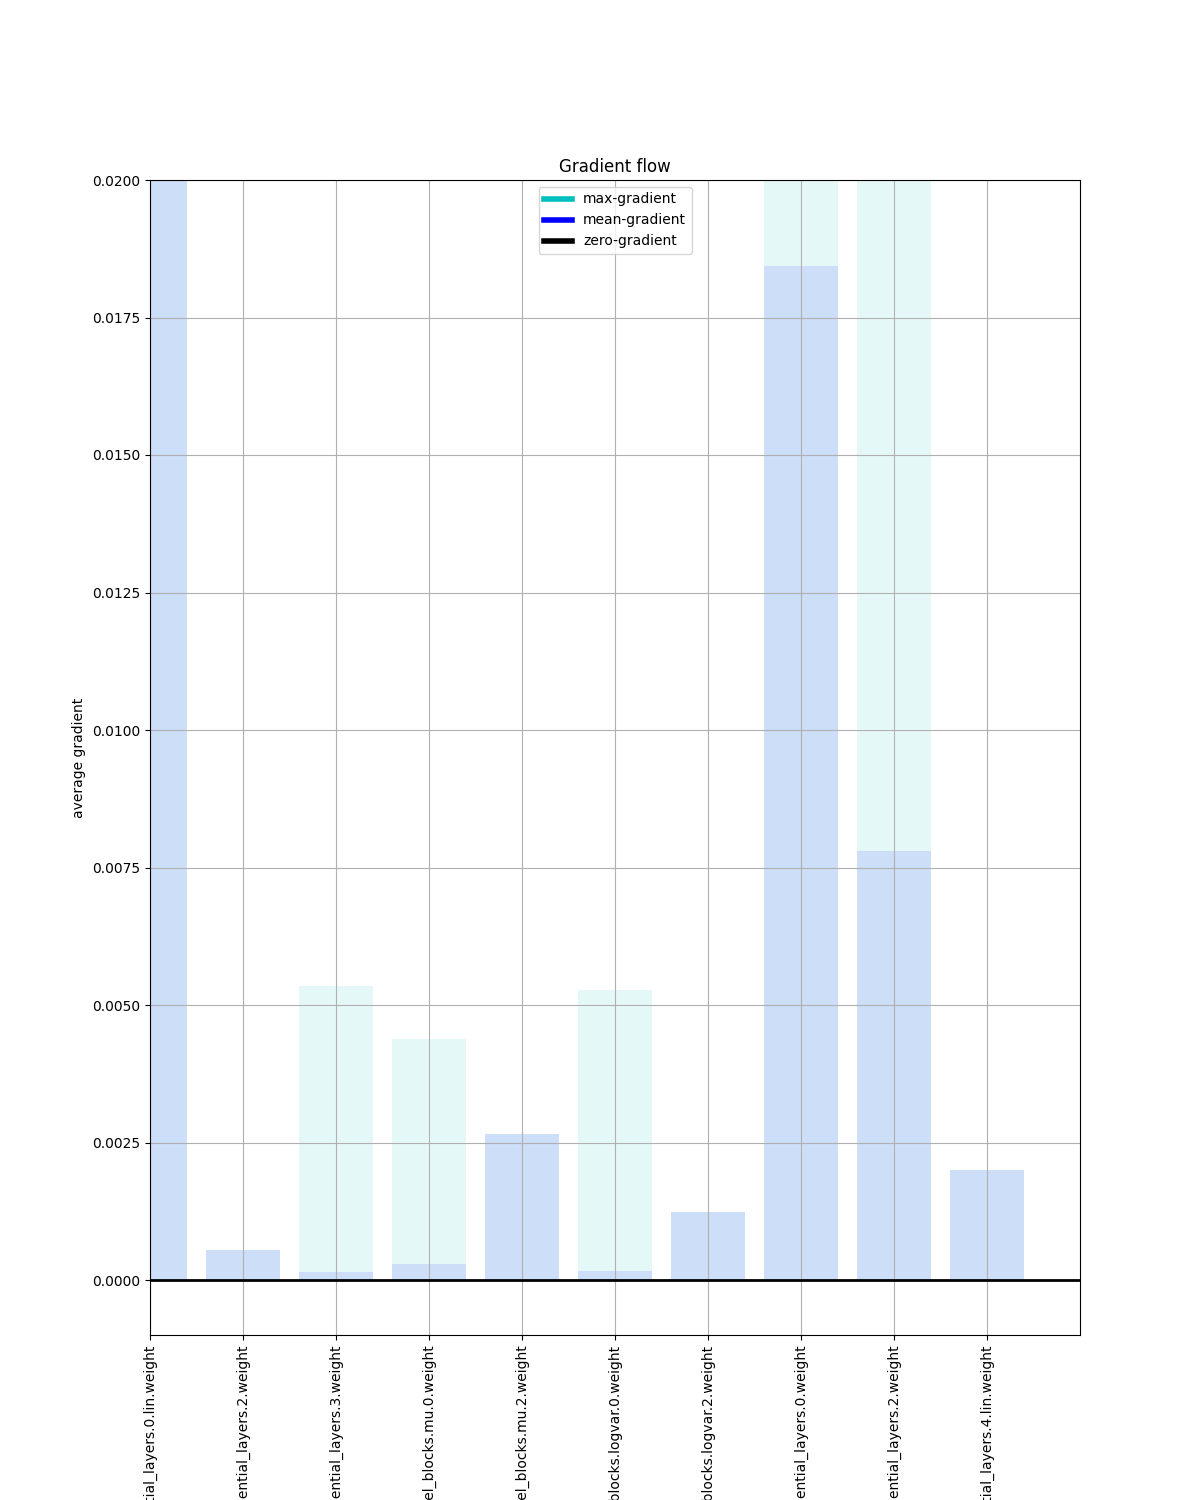 Gradient flow
max-gradient
mean-gradient
zero-gradient
0.0200
0.0175
0.0150
0.0125
0.0100
0.0075
0.0050
0.0025
0.0000
average gradient
tial_layers.0.lin.weight
ential_layers.2.weight
ential_layers.3.weight
el_blocks.mu.0.weight
el_blocks.mu.2.weight
blocks.logvar.0.weight
blocks.logvar.2.weight
ential_layers.0.weight
ential_layers.2.weight
tial_layers.4.lin.weight